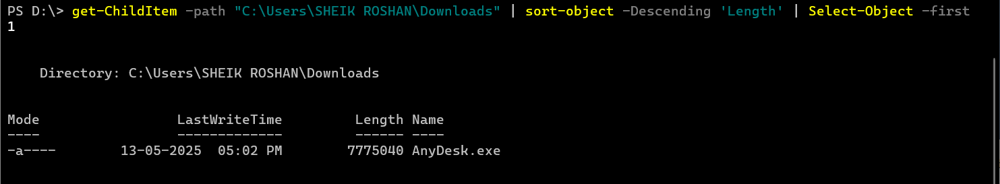 PS D:\> get-ChildItem -path "C:\Users\SHEIK ROSHAN\Downloads" | sort-object -Descending 'Length' | Select-Object -first
1
Directory: C:\Users\SHEIK ROSHAN\Downloads
Mode                 LastWriteTime         Length Name
----                 -------------         ------ ----
-a----        13-05-2025  05:02 PM        7775040 AnyDesk.exe